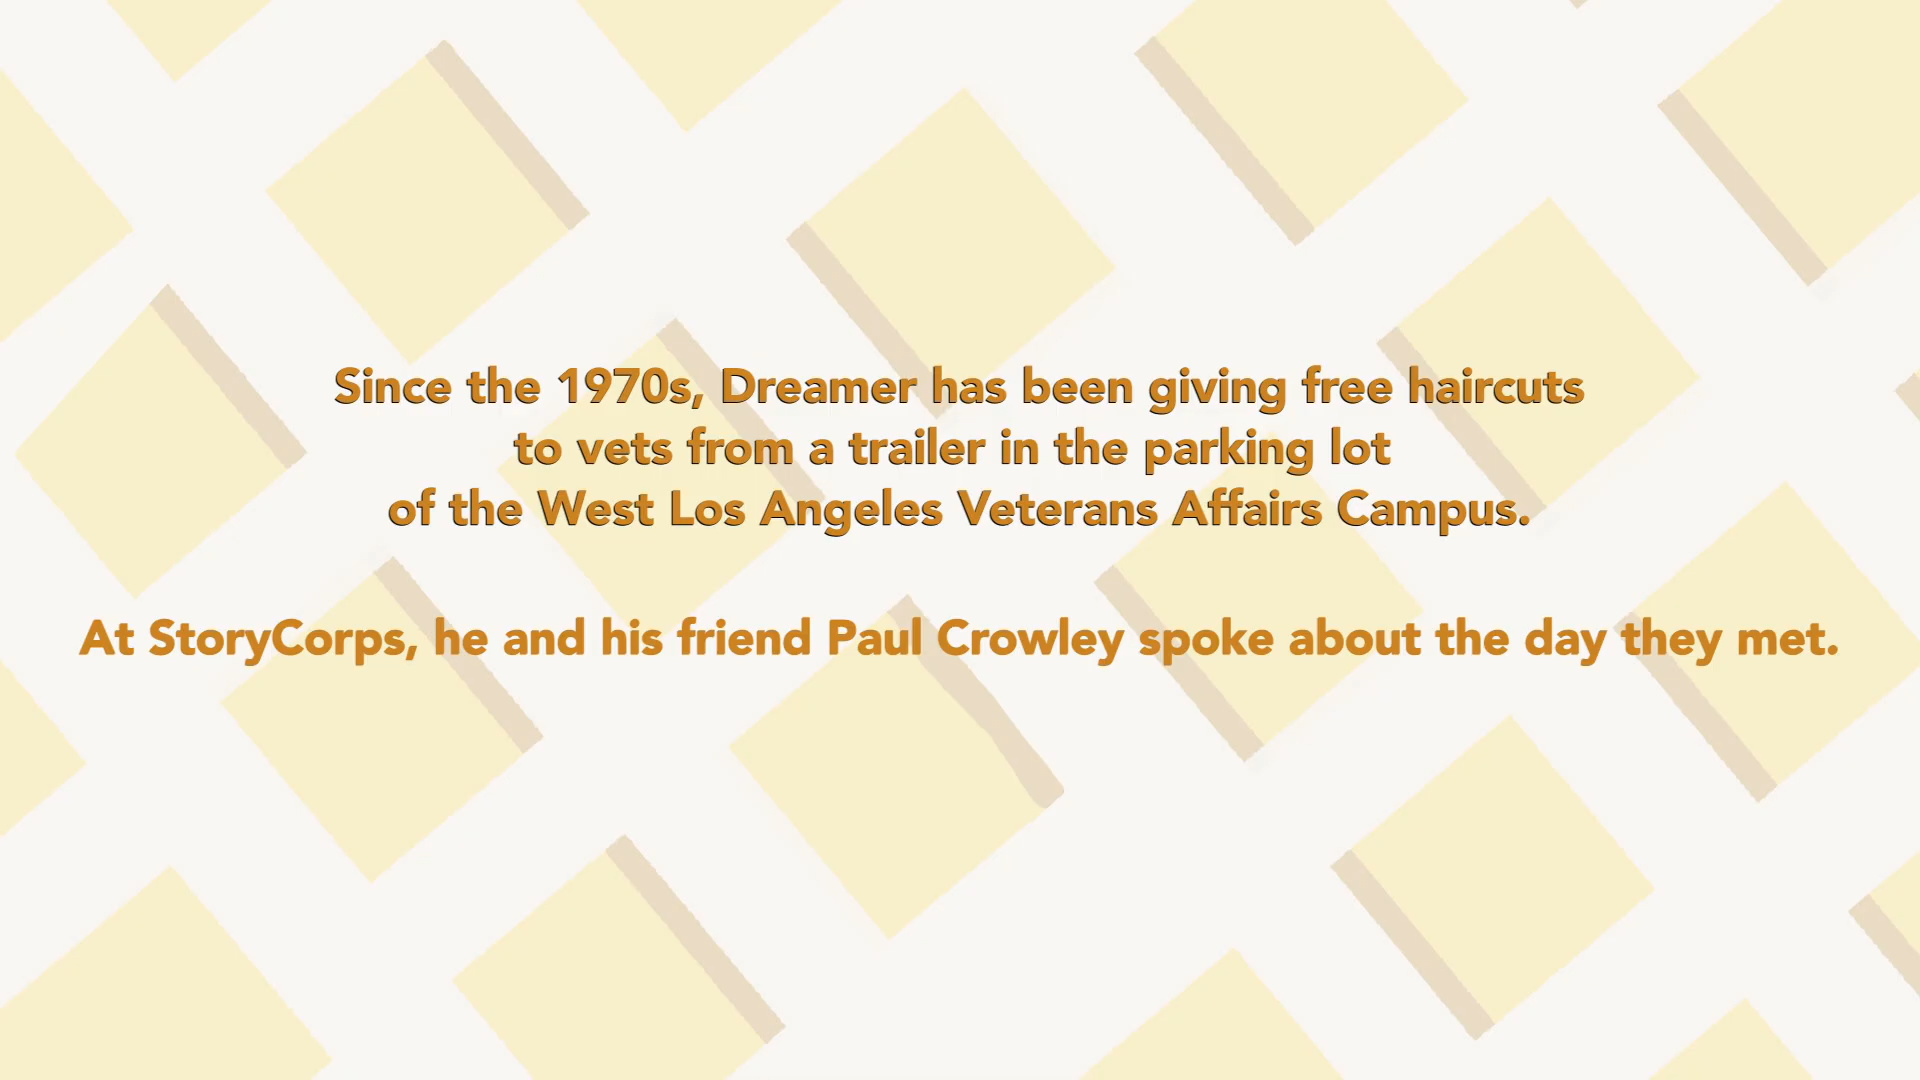 Since the 1970s, Dreamer has been giving free haircuts
to vets from a trailer in the parking lot
of the West Los Angeles Veterans Affairs Campus.
At StoryCorps, he and his friend Paul Crowley spoke about the day they met.